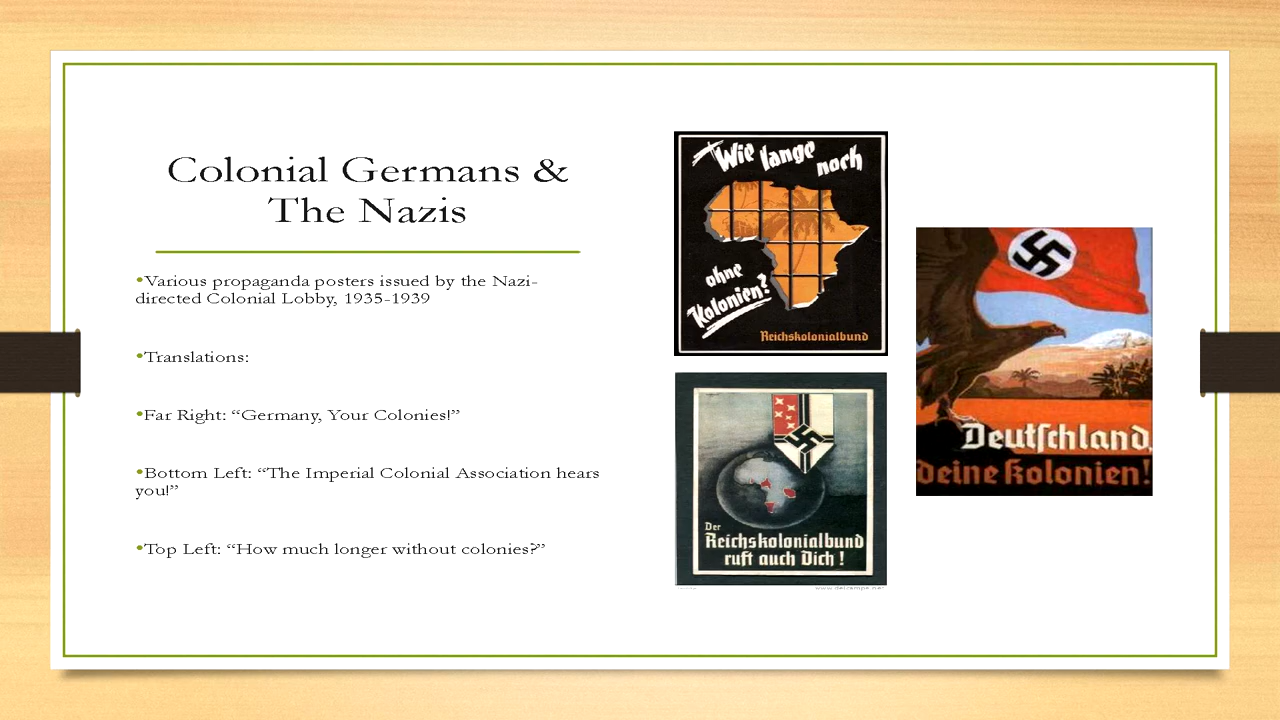 Colonial Germans &
The Nazis
•Various propaganda posters issued by the Nazi-
directed Colonial Lobby, 1935-1939
•Translations:
•Far Right: “Germany, Your Colonies!”
•Bottom Left: “The Imperial Colonial Association hears
you!”
•Top Left: “How much longer without colonies?”
Wie lange noch
ohne
Kolonien?
Reichskolonialbund
Der
Reichskolonialbund
ruft auch Dich!
www.delcampe.net
Deutschland,
deine Kolonien!